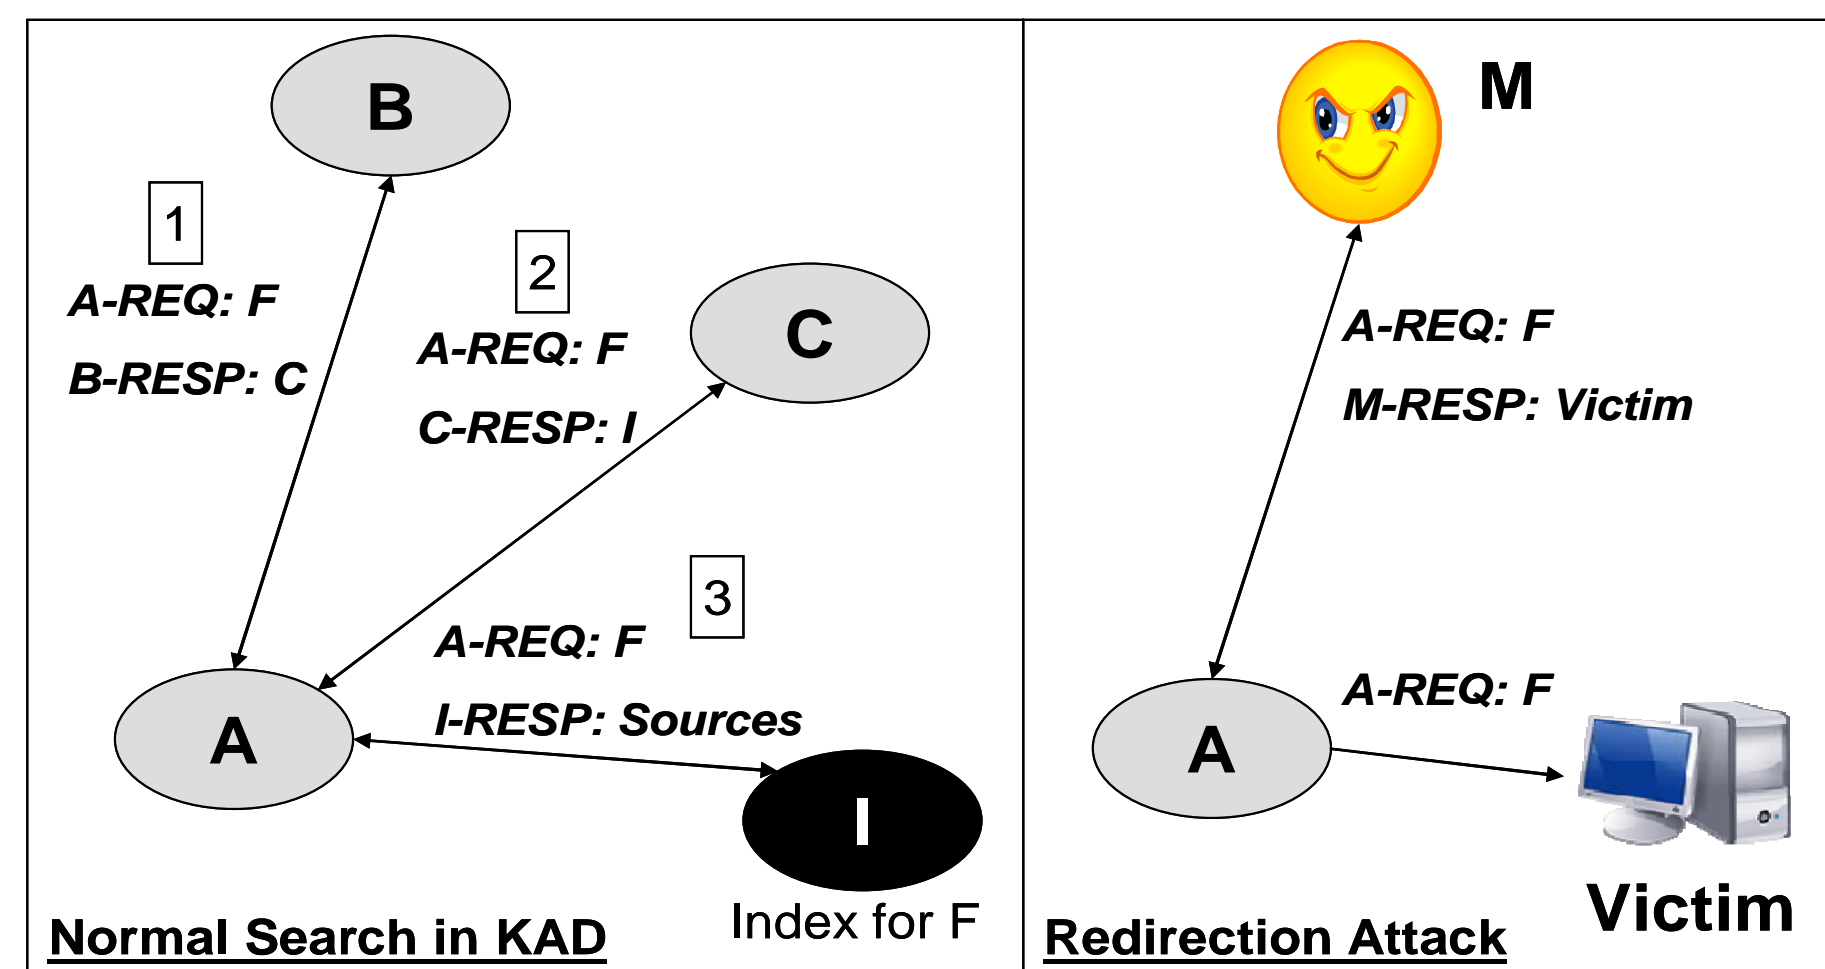 B
1
A-REQ: F
B-RESP: C
2
A-REQ: F
C-RESP: I
C
3
A-REQ: F
I-RESP: Sources
A
I
Index for F
Normal Search in KAD
M
A-REQ: F
M-RESP: Victim
A-REQ: F
A
Victim
Redirection Attack